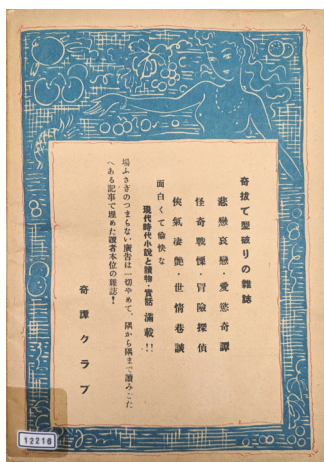 奇拔で型破りの雜誌
悲戀哀戀・愛慾奇譚
怪奇戰慄・冒險探偵
俠氣凄艶・世情巷談
面白くて愉快な
現代時代小說と讀物・實話 滿載!!
場ふさぎのつまらない廣告は一切やめて、隅から隅まで讀みごた
へある記事で埋めた讀者本位の雜誌!
奇譚クラブ
12216